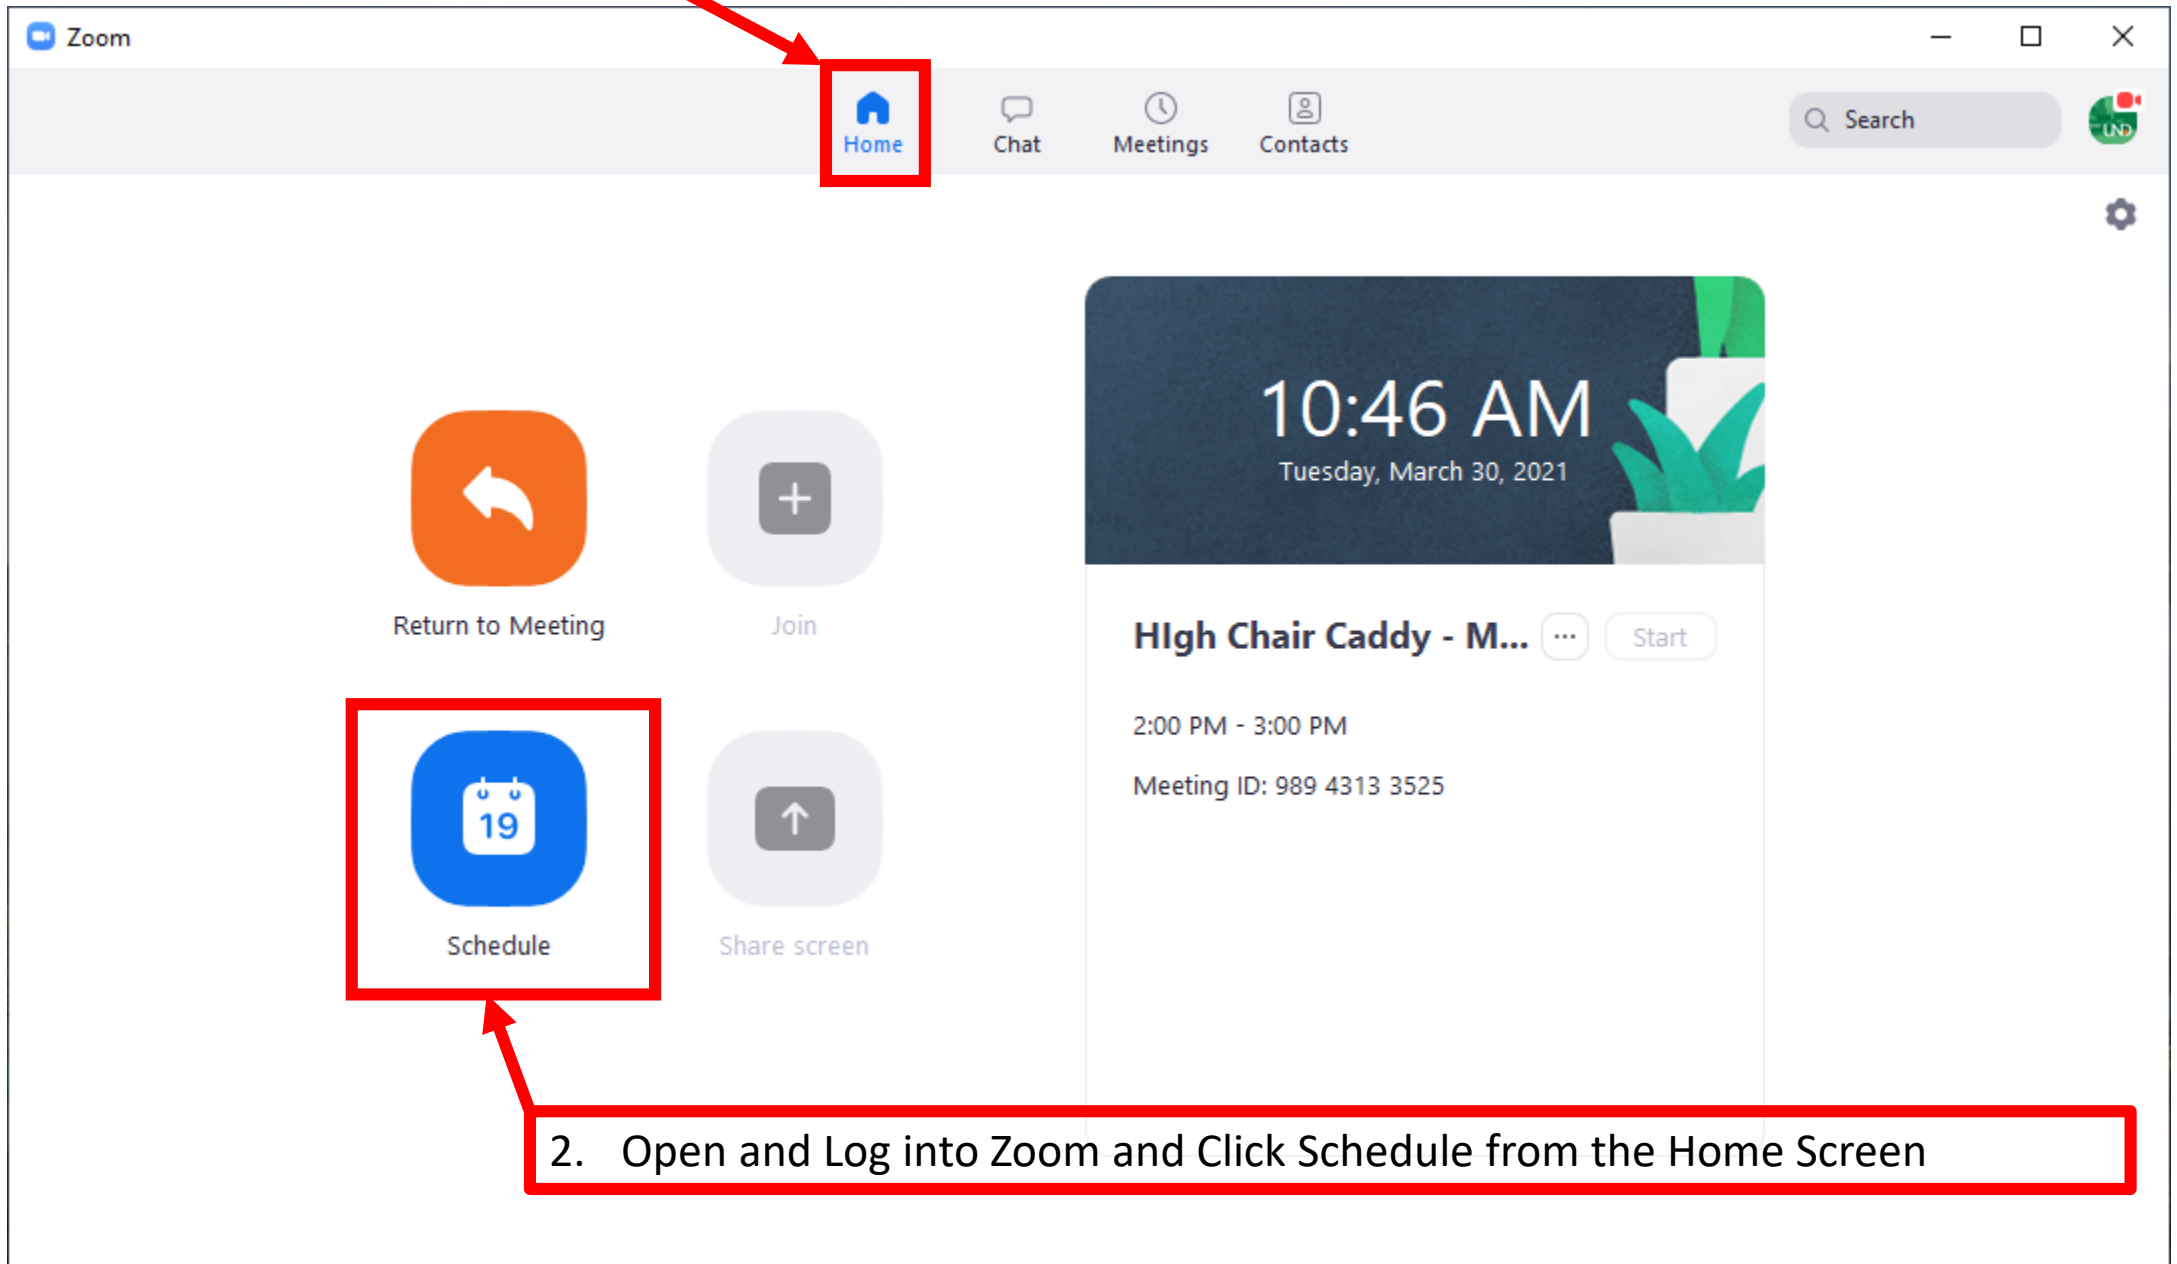 Zoom
Home
Chat
Meetings
Contacts
Search
UND
10:46 AM
Tuesday, March 30, 2021
Return to Meeting
Join
HIgh Chair Caddy - M...
Start
2:00 PM - 3:00 PM
Meeting ID: 989 4313 3525
19
Schedule
Share screen
2. Open and Log into Zoom and Click Schedule from the Home Screen